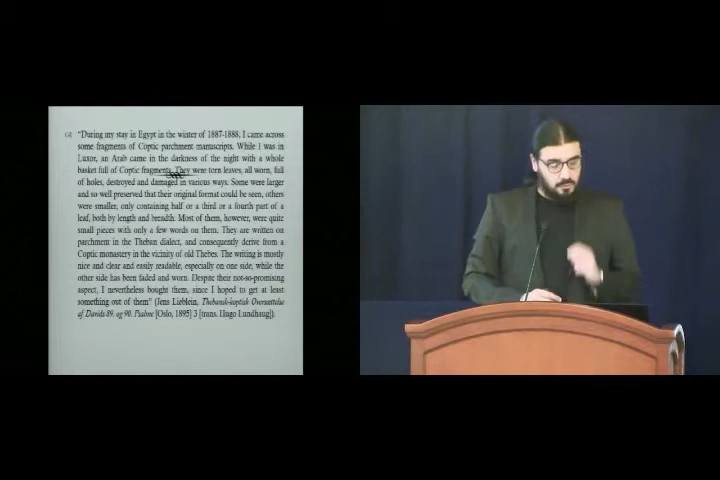 (4) "During my stay in Egypt in the winter of 1887-1888, I came across
some fragments of Coptic parchment manuscripts. While I was in
Luxor, an Arab came in the darkness of the night with a whole
basket full of Coptic fragments. They were torn leaves, all worn, full
of holes, destroyed and damaged in various ways. Some were larger
and so well preserved that their original format could be seen, others
were smaller, only containing half or a third or a fourth part of a
leaf, both by length and breadth. Most of them, however, were quite
small pieces with only a few words on them. They are written on
parchment in the Theban dialect, and consequently derive from a
Coptic monastery in the vicinity of old Thebes. The writing is mostly
nice and clear and easily readable, especially on one side, while the
other side has been faded and worn. Despite their not-so-promising
aspect, I nevertheless bought them, since I hoped to get at least
something out of them" (Jens Lieblein, Thebansk-koptisk Oversættelse
af Davids 89. og 90. Psalme [Oslo, 1895] 3 [trans. Hugo Lundhaug]).